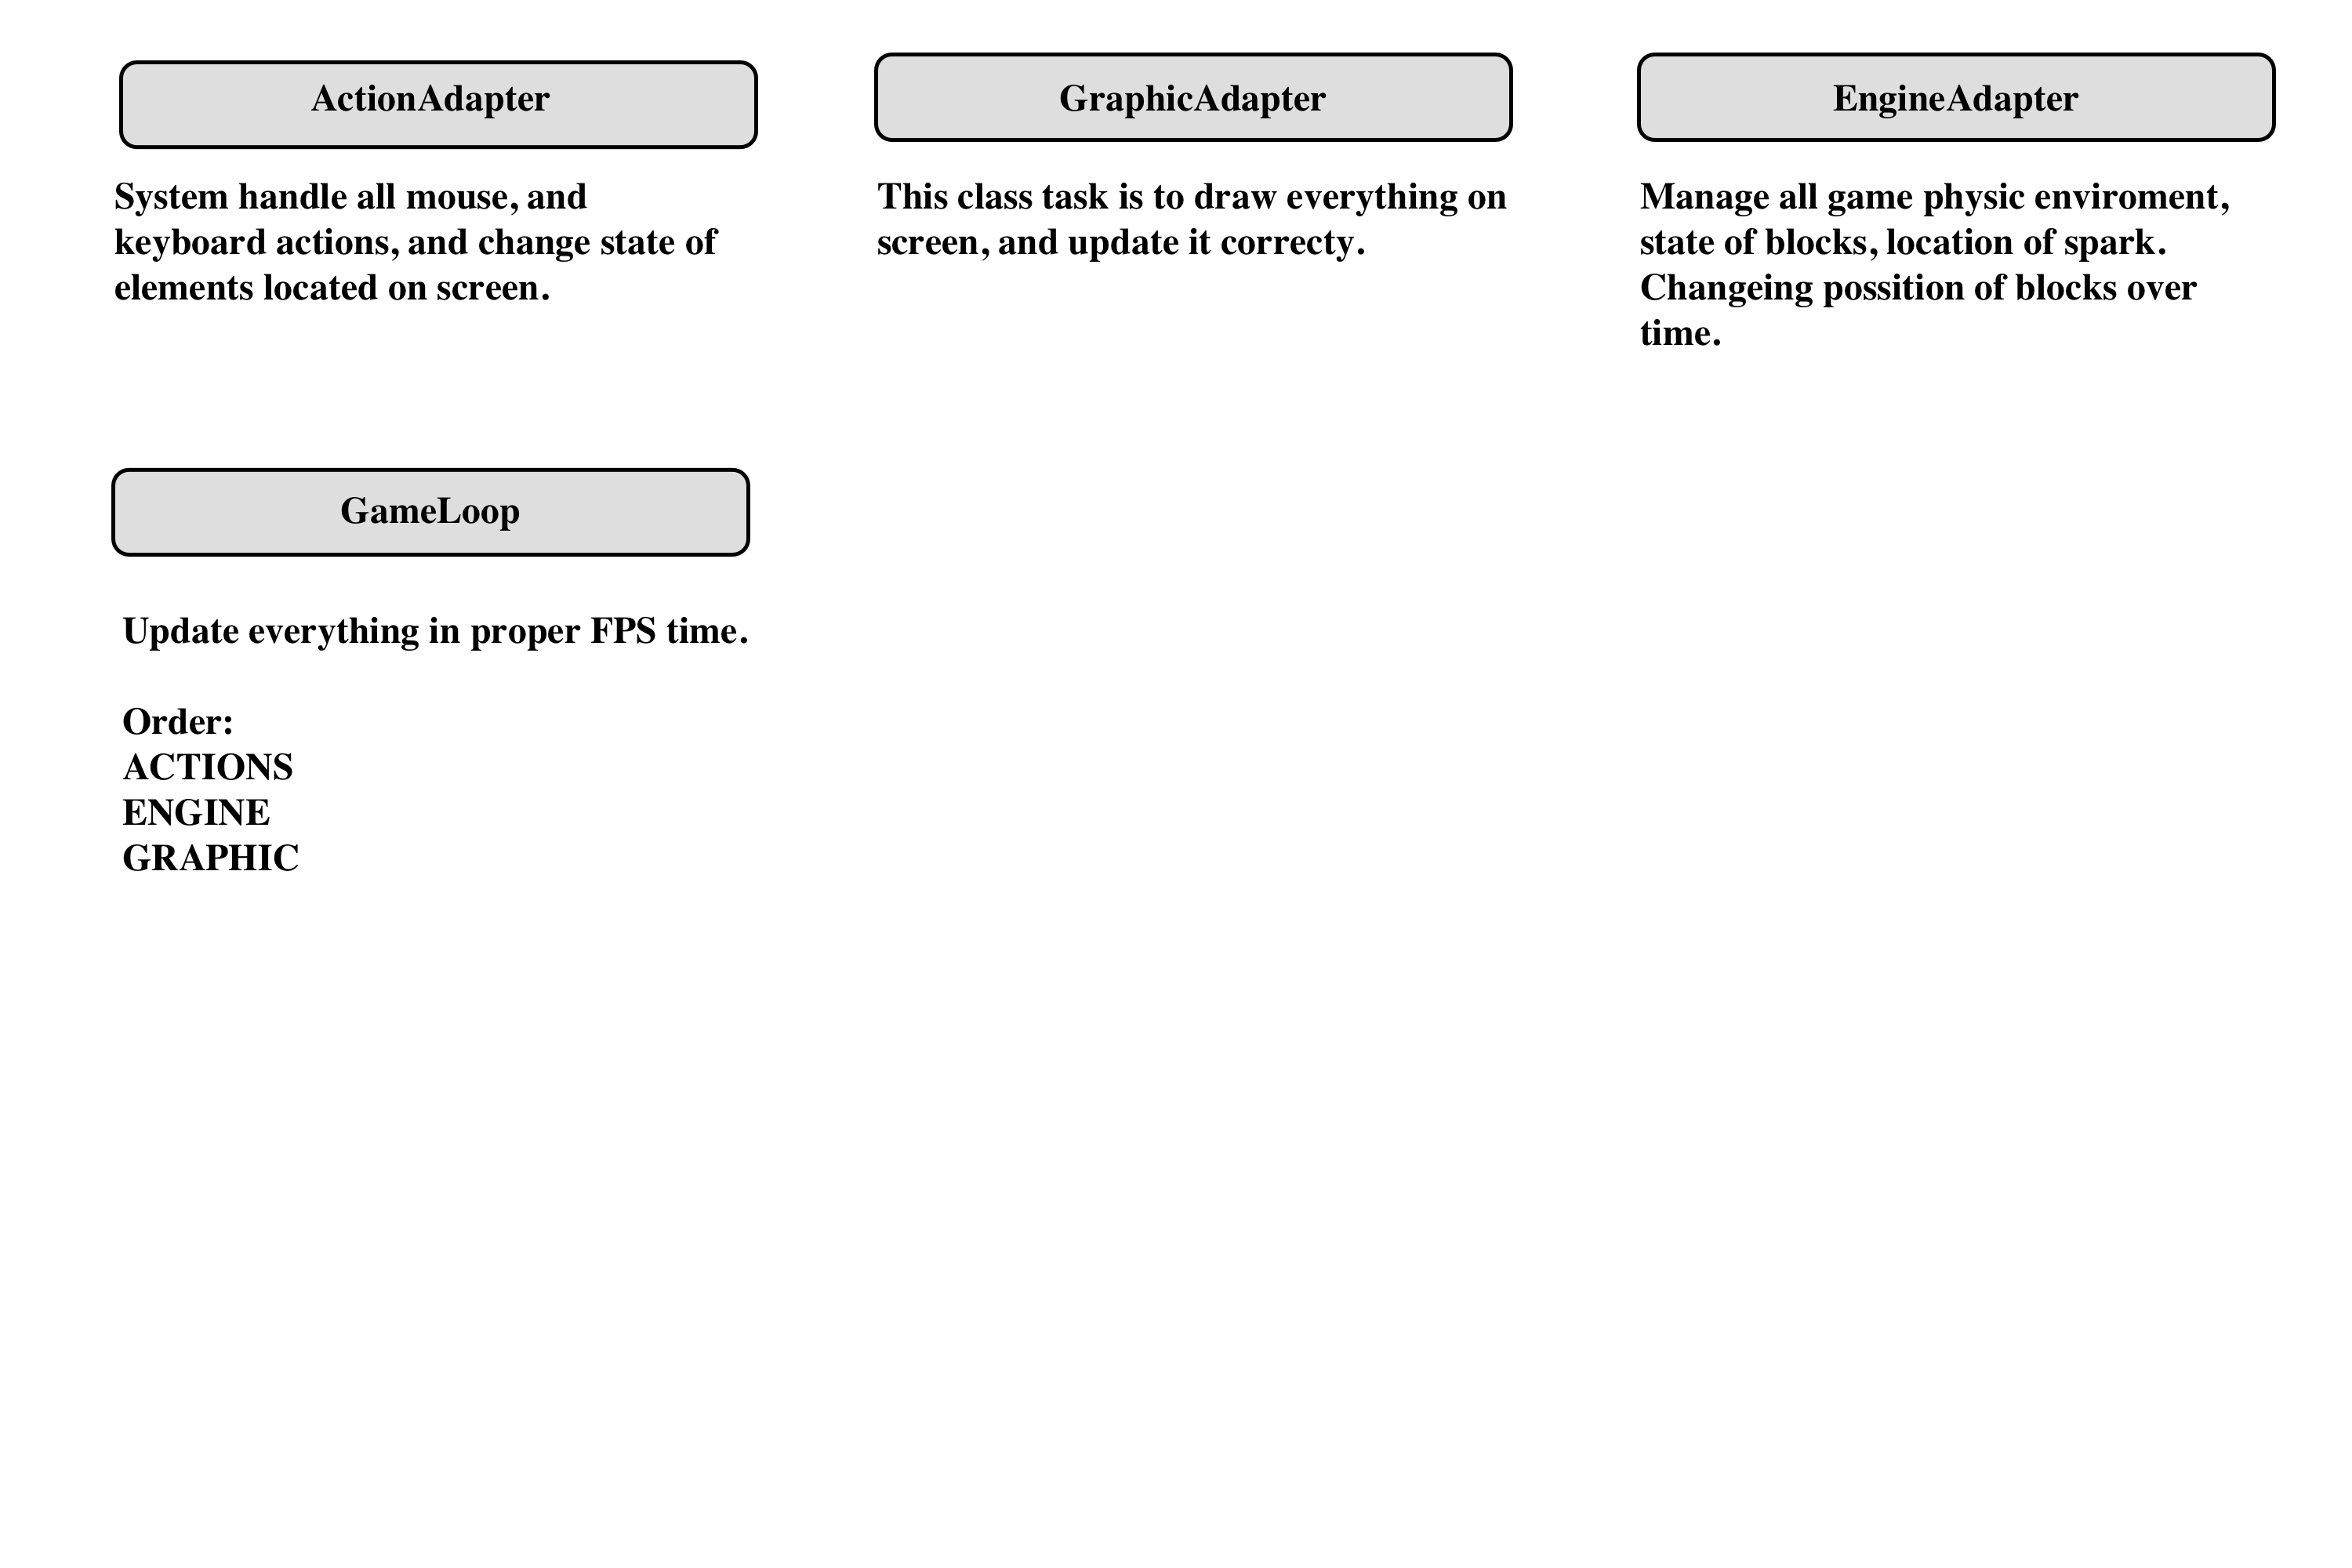 ActionAdapter
System handle all mouse, and
keyboard actions, and change state of
elements located on screen.
GraphicAdapter
This class task is to draw everything on
screen, and update it correcty.
EngineAdapter
Manage all game physic enviroment,
state of blocks, location of spark.
Changeing possition of blocks over
time.
GameLoop
Update everything in proper FPS time.
Order:
ACTIONS
ENGINE
GRAPHIC